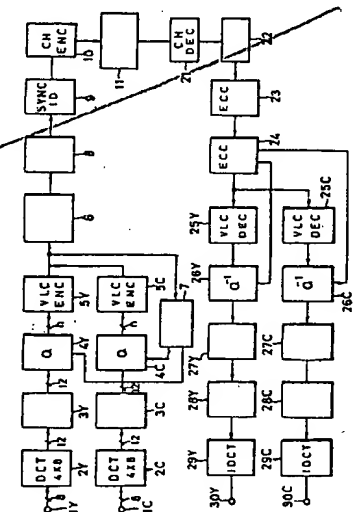 CH
ENC
10
11
CH
DEC
21
22
SYNC
ID
9
ECC
23
8
ECC
24
6
VLC
ENC
5Y
VLC
ENC
5C
VLC
DEC
25Y
VLC
DEC
25C
n
n
7
Q
4Y
Q
4C
Q⁻¹
26Y
Q⁻¹
26C
12
12
3Y
3C
27Y
27C
28Y
28C
12
12
DCT
4X8
2Y
DCT
4X8
2C
IDCT
29Y
IDCT
29C
8
1Y
8
1C
30Y
30C